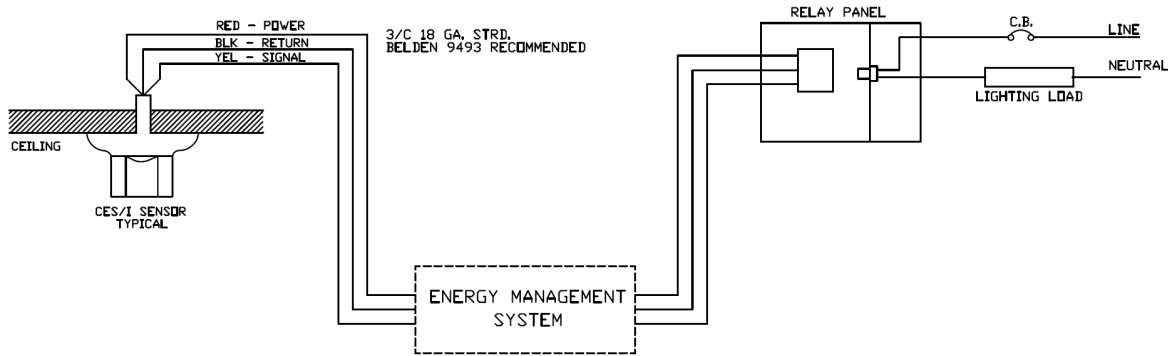 RED - POWER
BLK - RETURN
YEL - SIGNAL
3/C 18 GA. STRD.
BELDEN 9493 RECOMMENDED
CEILING
CES/I SENSOR
TYPICAL
ENERGY MANAGEMENT
SYSTEM
RELAY PANEL
C.B.
LINE
NEUTRAL
LIGHTING LOAD